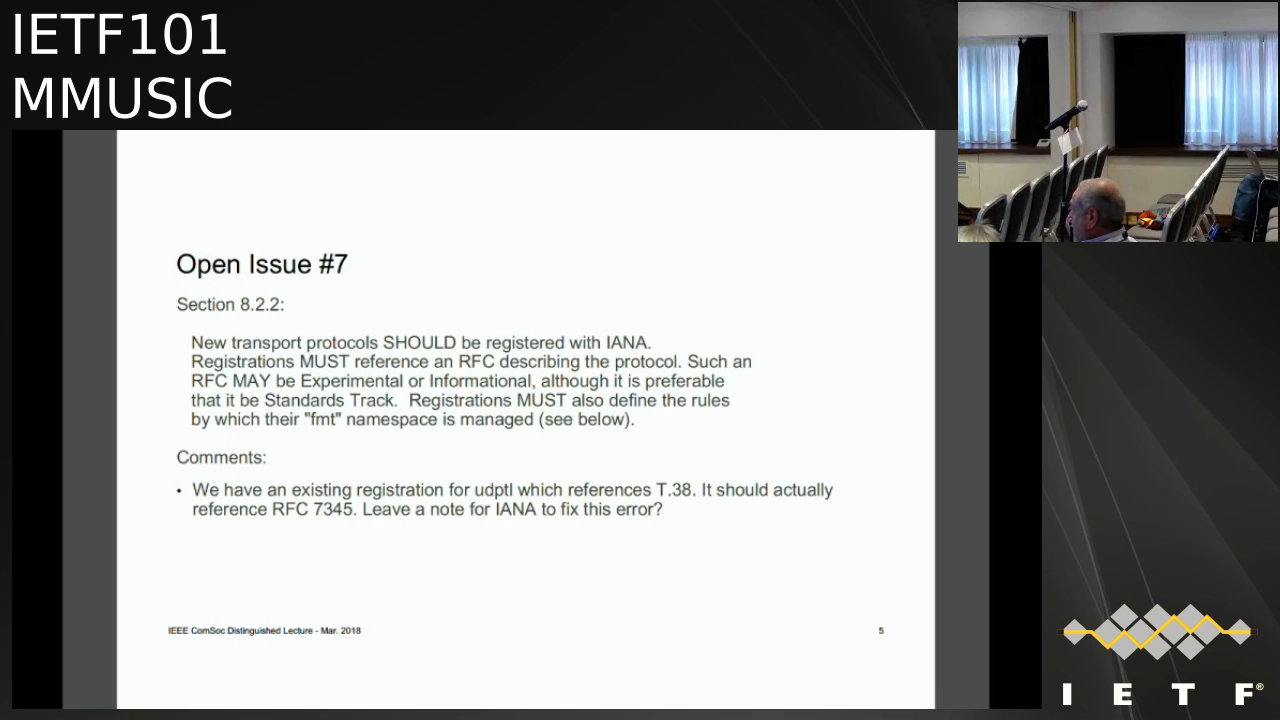 IETF101
MMUSIC
Open Issue #7
Section 8.2.2:
New transport protocols SHOULD be registered with IANA.
Registrations MUST reference an RFC describing the protocol. Such an
RFC MAY be Experimental or Informational, although it is preferable
that it be Standards Track.  Registrations MUST also define the rules
by which their "fmt" namespace is managed (see below).
Comments:
• We have an existing registration for udptl which references T.38. It should actually
reference RFC 7345. Leave a note for IANA to fix this error?
IEEE ComSoc Distinguished Lecture - Mar. 2018
5
I E T F®